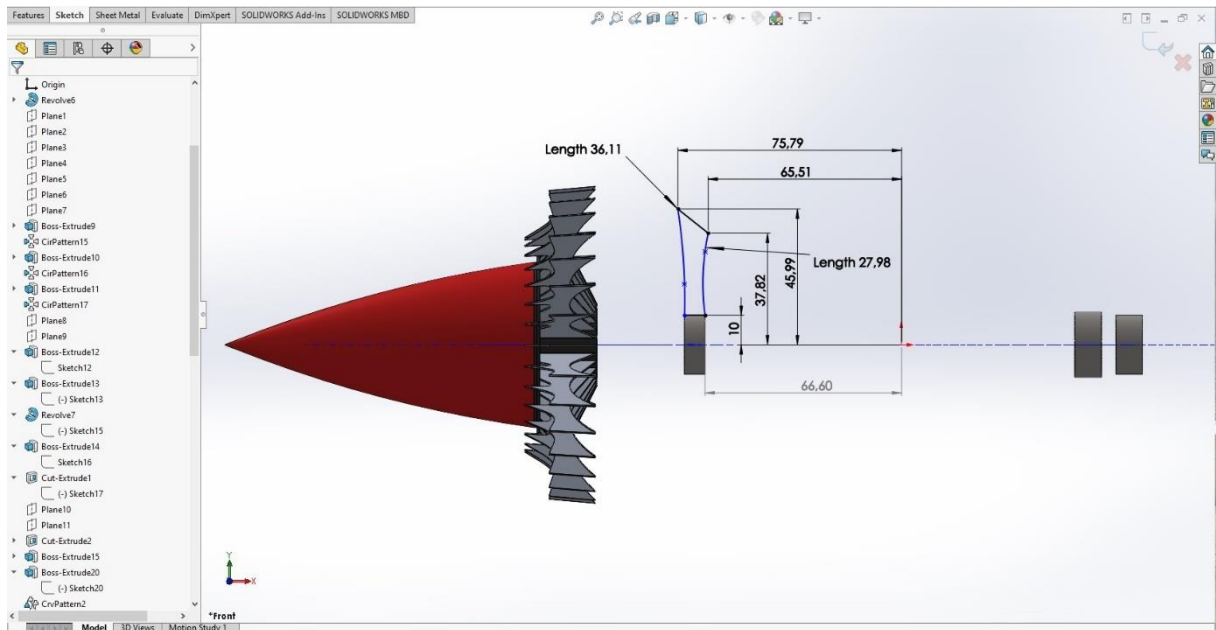 Features Sketch Sheet Metal Evaluate DimXpert SOLIDWORKS Add-Ins SOLIDWORKS MBD
Origin
Revolve6
Plane1
Plane2
Plane3
Plane4
Plane5
Plane6
Plane7
Boss-Extrude9
CirPattern15
Boss-Extrude10
CirPattern16
Boss-Extrude11
CirPattern17
Plane8
Plane9
Boss-Extrude12
Sketch12
Boss-Extrude13
(-) Sketch13
Revolve7
(-) Sketch15
Boss-Extrude14
Sketch16
Cut-Extrude1
(-) Sketch17
Plane10
Plane11
Cut-Extrude2
Boss-Extrude15
Boss-Extrude20
(-) Sketch20
CrvPattern2
Length 36,11
75,79
65,51
Length 27,98
45,99
37,82
10
66,60
Y
X
*Front
Model 3D Views Motion Study 1